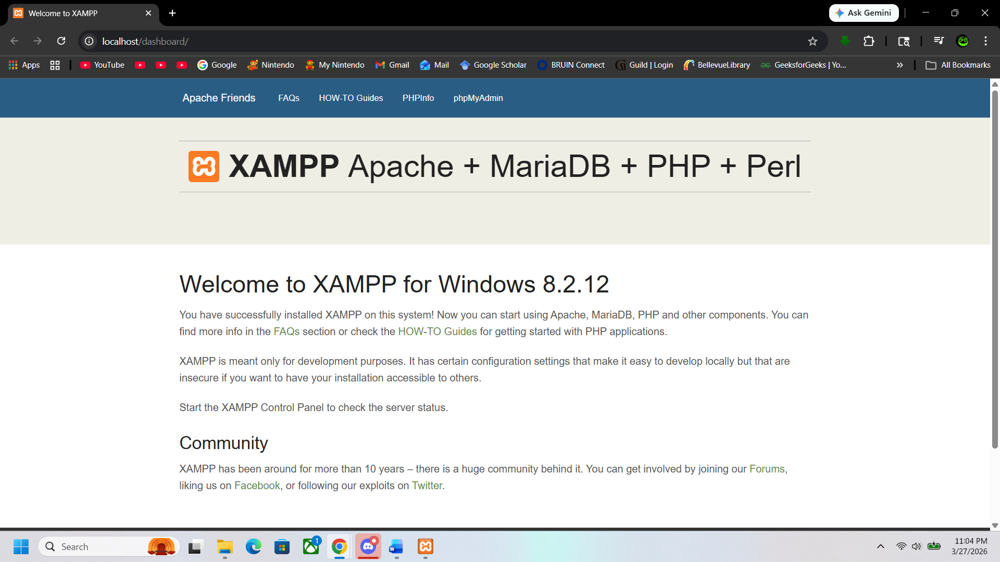 Welcome to XAMPP
Ask Gemini
localhost/dashboard/
Apps YouTube Google Nintendo My Nintendo Gmail Mail Google Scholar BRUIN Connect Guild | Login BellevueLibrary GeeksforGeeks | Yo... » All Bookmarks
Apache Friends FAQs HOW-TO Guides PHPInfo phpMyAdmin
XAMPP Apache + MariaDB + PHP + Perl
Welcome to XAMPP for Windows 8.2.12
You have successfully installed XAMPP on this system! Now you can start using Apache, MariaDB, PHP and other components. You can
find more info in the FAQs section or check the HOW-TO Guides for getting started with PHP applications.
XAMPP is meant only for development purposes. It has certain configuration settings that make it easy to develop locally but that are
insecure if you want to have your installation accessible to others.
Start the XAMPP Control Panel to check the server status.
Community
XAMPP has been around for more than 10 years – there is a huge community behind it. You can get involved by joining our Forums,
liking us on Facebook, or following our exploits on Twitter.
Search
1
11:04 PM
3/27/2026